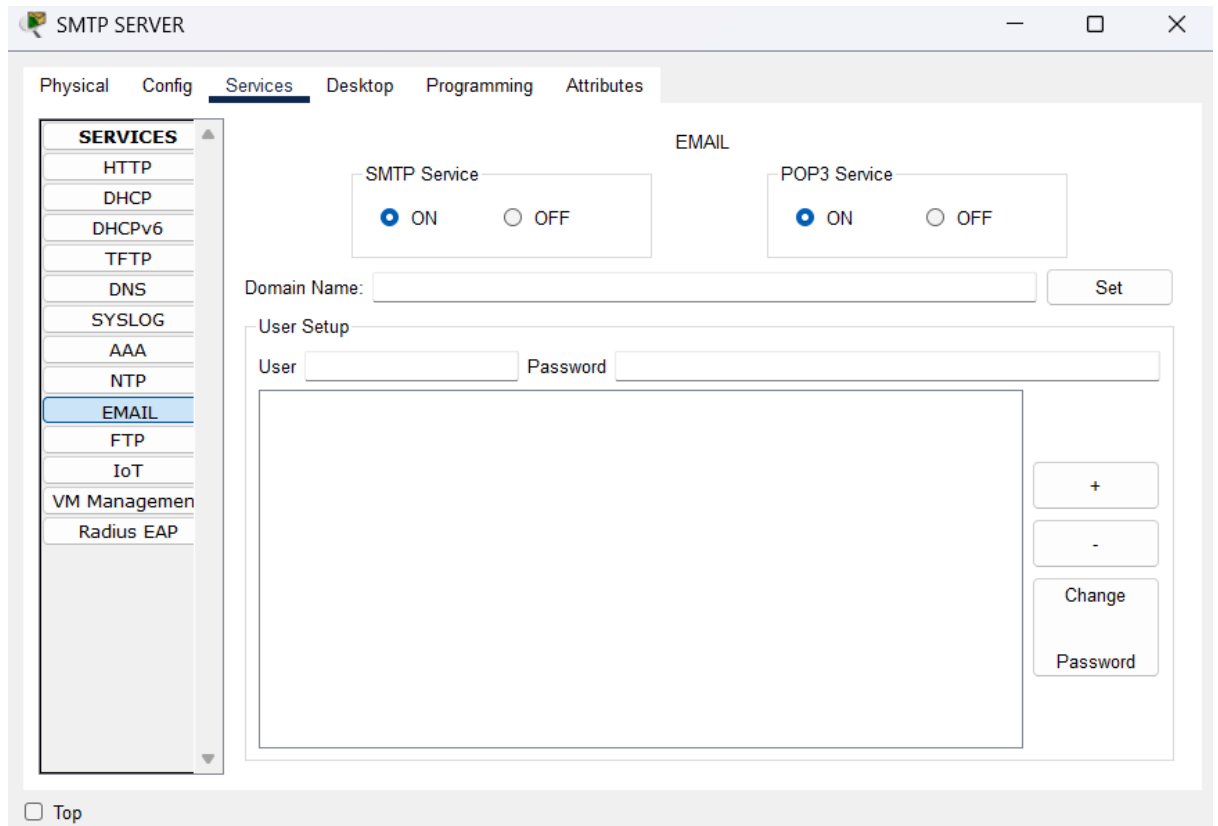 SMTP SERVER
Physical Config Services Desktop Programming Attributes
SERVICES
HTTP
DHCP
DHCPv6
TFTP
DNS
SYSLOG
AAA
NTP
EMAIL
FTP
IoT
VM Managemen
Radius EAP
EMAIL
SMTP Service
ON OFF
POP3 Service
ON OFF
Domain Name: Set
User Setup
User Password
+
-
Change
Password
Top